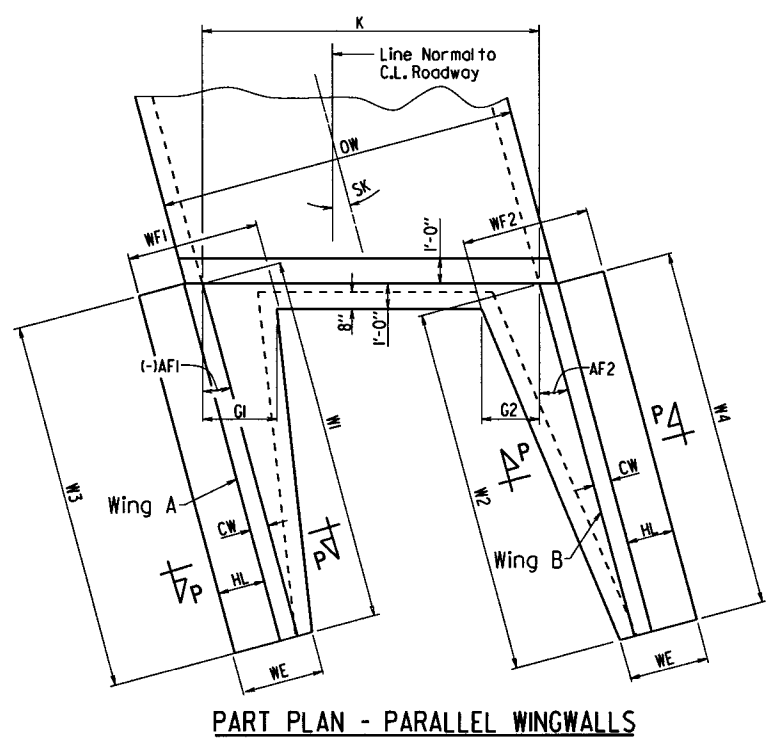 K
Line Normal to
C.L. Roadway
OW
SK
WF1
WF2
1'-0"
8"
1'-0"
(-)AF1
AF2
G1
G2
W1
W2
W3
W4
P
P
P
P
Wing A
Wing B
CW
CW
HL
HL
WE
WE
PART PLAN - PARALLEL WINGWALLS